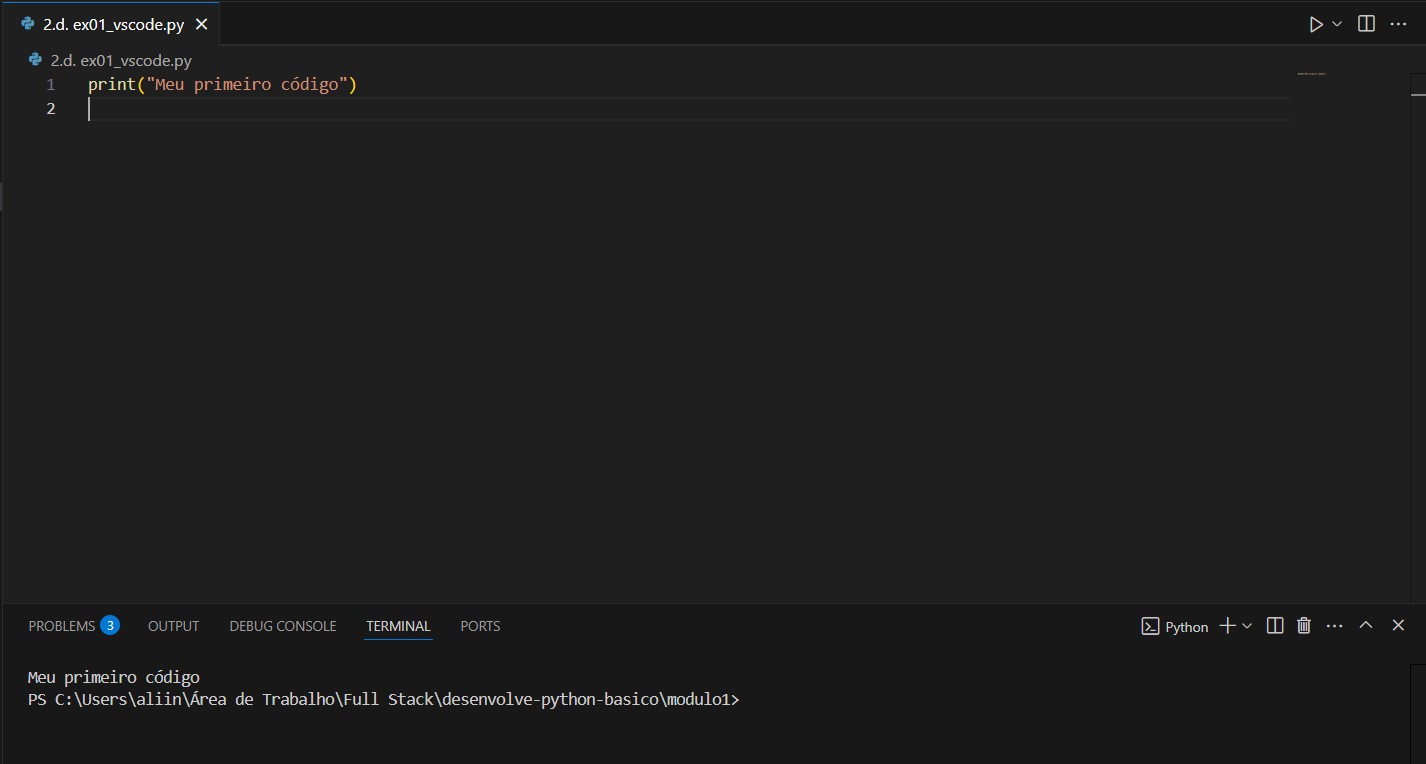 2.d. ex01_vscode.py
2.d. ex01_vscode.py
1 print("Meu primeiro código")
2
PROBLEMS 3 OUTPUT DEBUG CONSOLE TERMINAL PORTS Python
Meu primeiro código
PS C:\Users\aliin\Área de Trabalho\Full Stack\desenvolve-python-basico\modulo1>